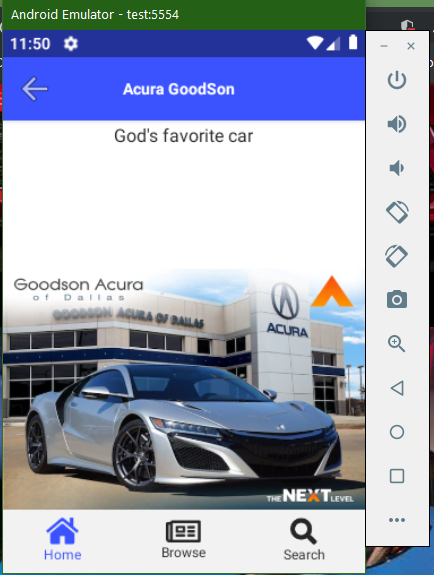 Android Emulator - test:5554
11:50
Acura GoodSon
God's favorite car
Goodson Acura
of Dallas
GOODSON ACURA OF DALLAS
ACURA
THE NEXT LEVEL
Home
Browse
Search